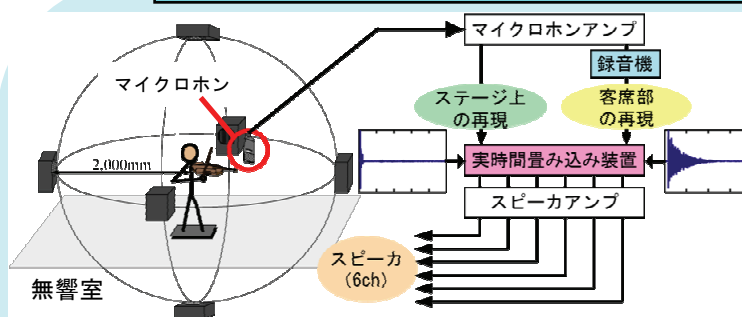 マイクロホンアンプ
マイクロホン
録音機
ステージ上
の再現
客席部
の再現
2,000mm
実時間畳み込み装置
スピーカアンプ
スピーカ
(6ch)
無響室